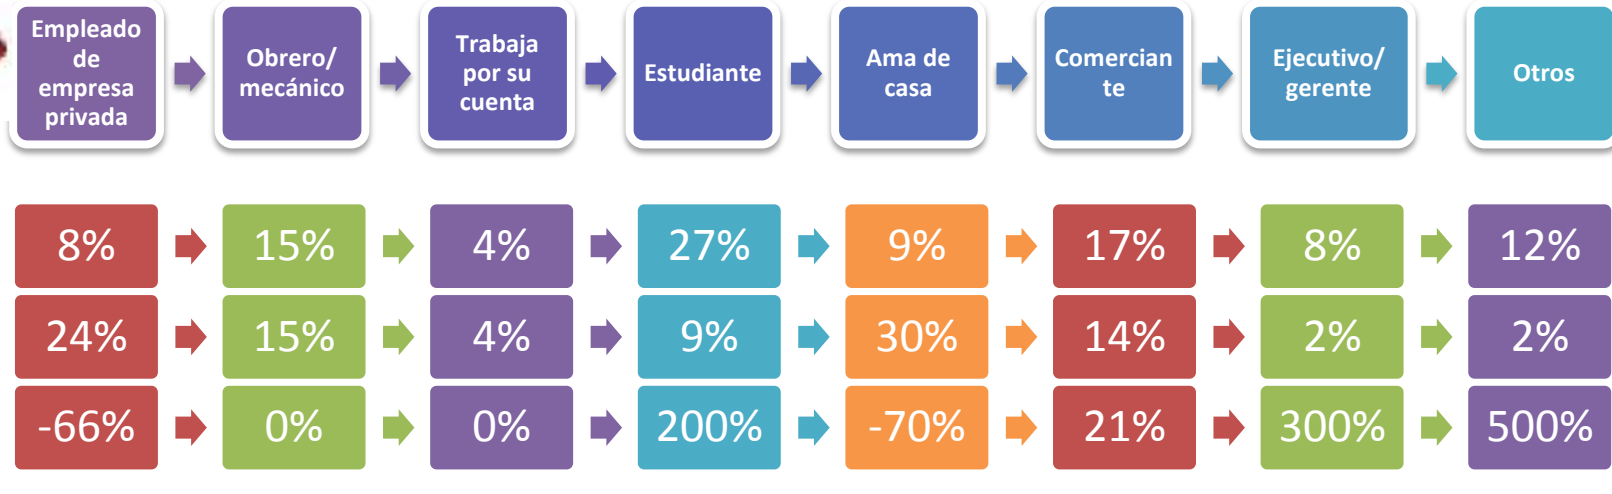 Empleado
de
empresa
privada
Obrero/
mecánico
Trabaja
por su
cuenta
Estudiante
Ama de
casa
Comercian
te
Ejecutivo/
gerente
Otros
8% 15% 4% 27% 9% 17% 8% 12%
24% 15% 4% 9% 30% 14% 2% 2%
-66% 0% 0% 200% -70% 21% 300% 500%